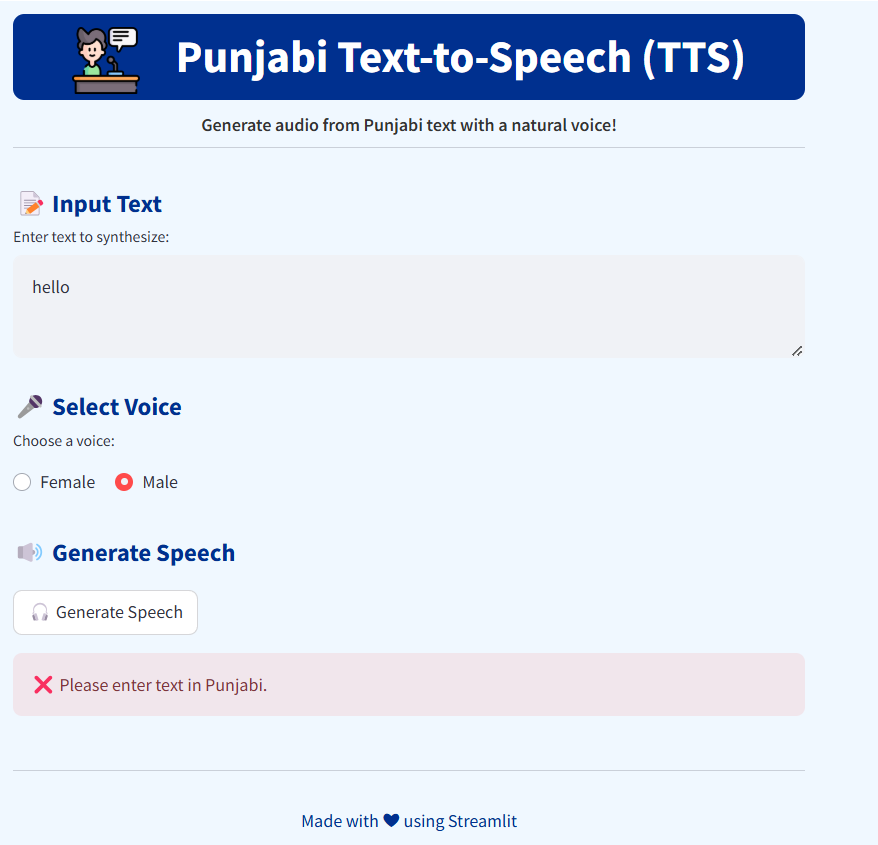 Punjabi Text-to-Speech (TTS)
Generate audio from Punjabi text with a natural voice!
Input Text
Enter text to synthesize:
hello
Select Voice
Choose a voice:
Female Male
Generate Speech
Generate Speech
Please enter text in Punjabi.
Made with using Streamlit